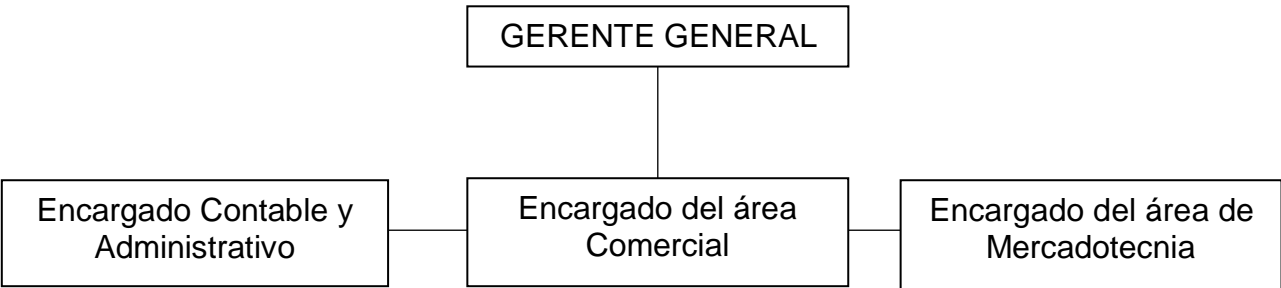 GERENTE GENERAL
Encargado Contable y
Administrativo
Encargado del área
Comercial
Encargado del área de
Mercadotecnia